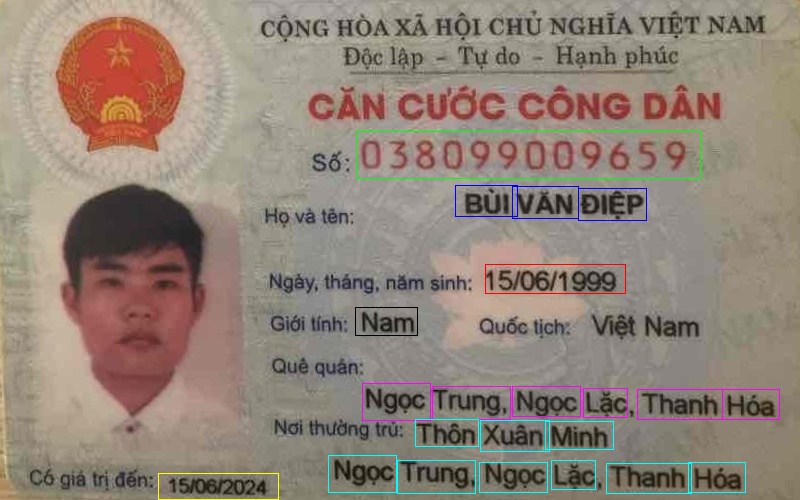 CỘNG HÒA XÃ HỘI CHỦ NGHĨA VIỆT NAM
Độc lập - Tự do - Hạnh phúc
CĂN CƯỚC CÔNG DÂN
Số: 038099009659
Họ và tên: BÙI VĂN ĐIỆP
Ngày, tháng, năm sinh: 15/06/1999
Giới tính: Nam Quốc tịch: Việt Nam
Quê quán:
Ngọc Trung, Ngọc Lặc, Thanh Hóa
Nơi thường trú: Thôn Xuân Minh
Ngọc Trung, Ngọc Lặc, Thanh Hóa
Có giá trị đến: 15/06/2024